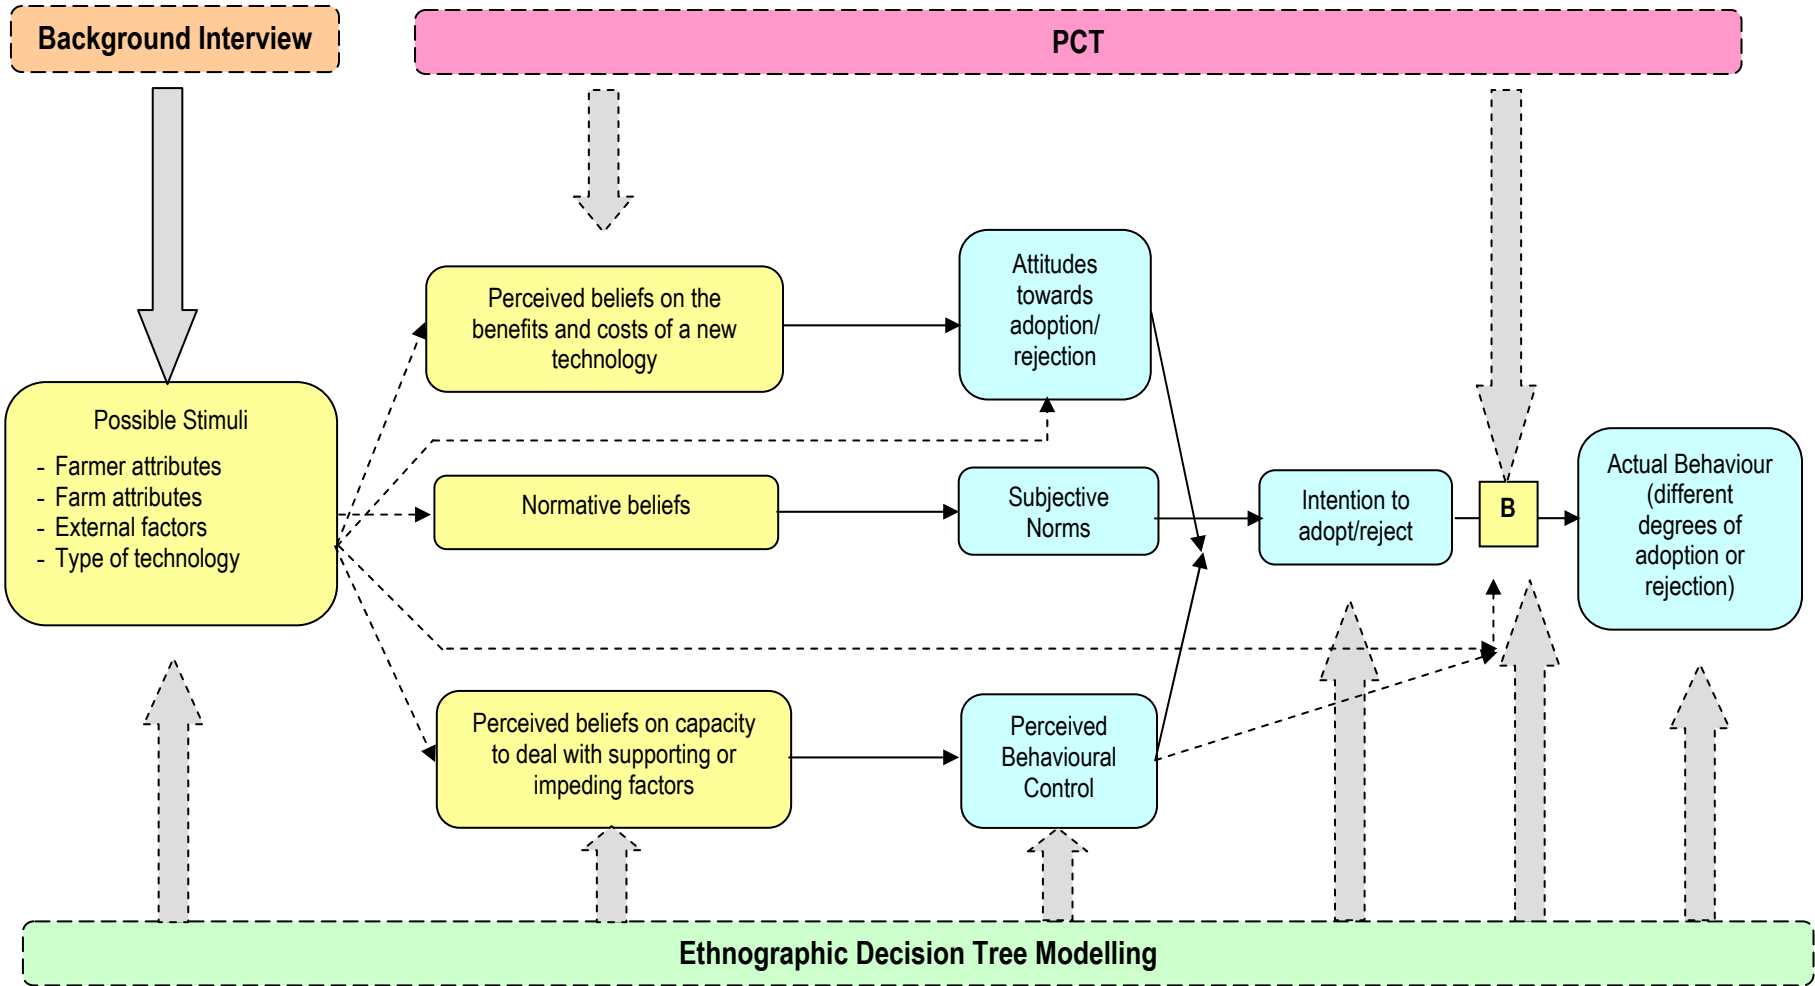 Background Interview
PCT
Perceived beliefs on the
benefits and costs of a new
technology
Attitudes
towards
adoption/
rejection
Possible Stimuli
- Farmer attributes
- Farm attributes
- External factors
- Type of technology
Normative beliefs
Subjective
Norms
Intention to
adopt/reject
B
Actual Behaviour
(different
degrees of
adoption or
rejection)
Perceived beliefs on capacity
to deal with supporting or
impeding factors
Perceived
Behavioural
Control
Ethnographic Decision Tree Modelling